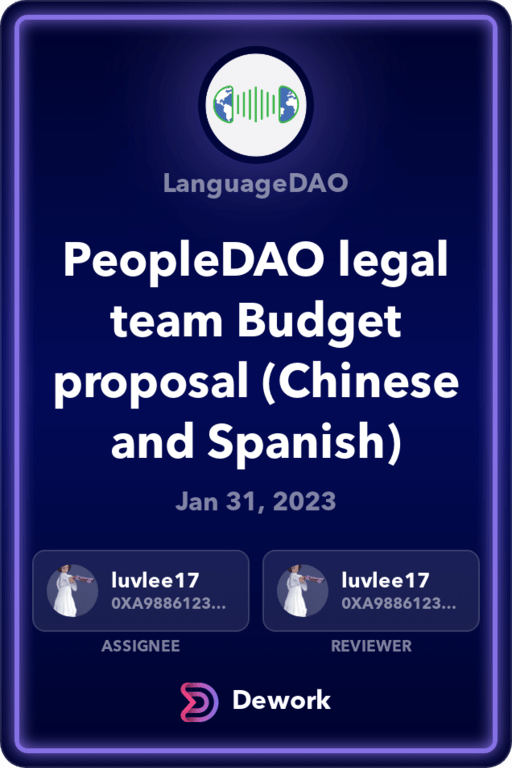 LanguageDAO
PeopleDAO legal
team Budget
proposal (Chinese
and Spanish)
Jan 31, 2023
luvlee17
0XA9886123...
ASSIGNEE
luvlee17
0XA9886123...
REVIEWER
Dework